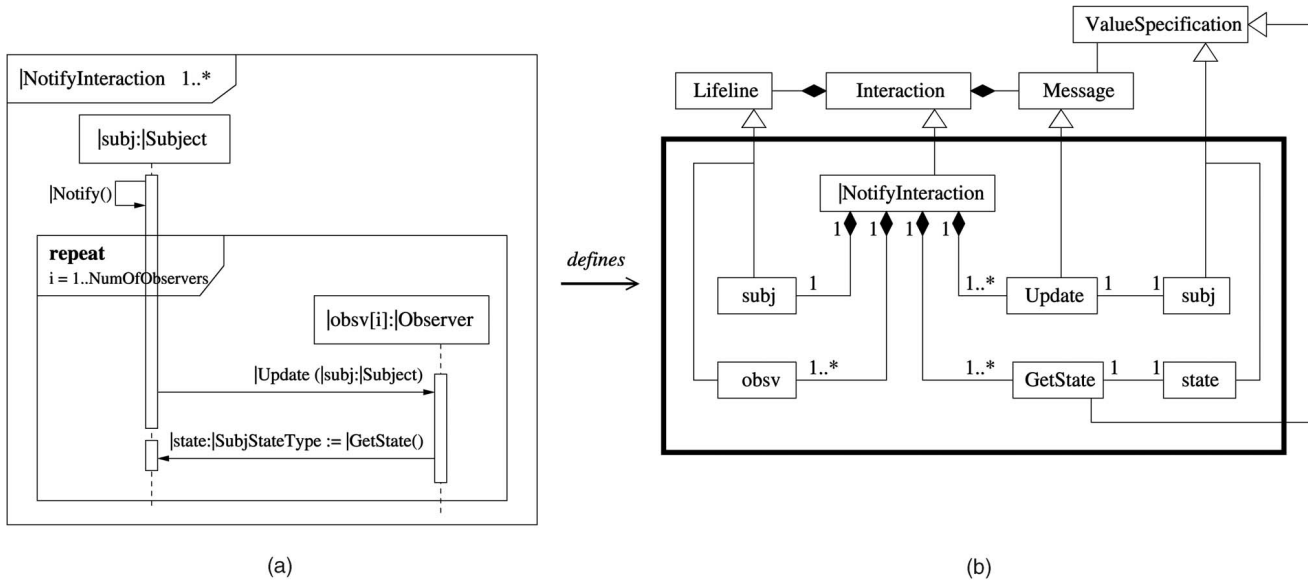 |NotifyInteraction 1..*
|subj:|Subject
|Notify()
repeat
i = 1..NumOfObservers
|obsv[i]:|Observer
|Update (|subj:|Subject)
|state:|SubjStateType := |GetState()
(a)
defines
ValueSpecification
Lifeline
Interaction
Message
|NotifyInteraction
1 1 1 1
subj 1
1..* Update 1
1 subj
obsv 1..*
1..* GetState 1
1 state
(b)